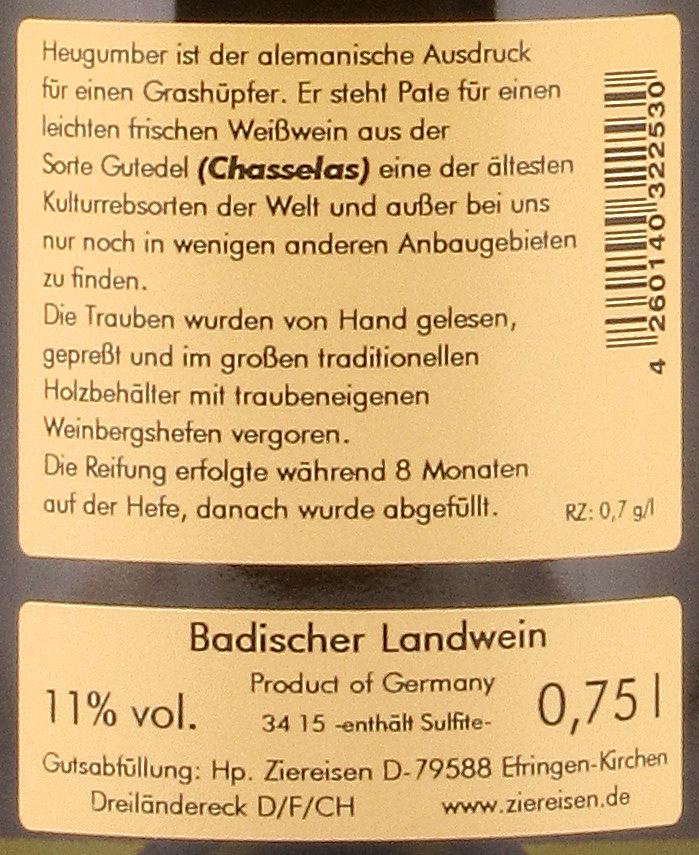 Heugumber ist der alemanische Ausdruck
für einen Grashüpfer. Er steht Pate für einen
leichten frischen Weißwein aus der
Sorte Gutedel (Chasselas) eine der ältesten
Kulturrebsorten der Welt und außer bei uns
nur noch in wenigen anderen Anbaugebieten
zu finden.
Die Trauben wurden von Hand gelesen,
gepreßt und im großen traditionellen
Holzbehälter mit traubeneigenen
Weinbergshefen vergoren.
Die Reifung erfolgte während 8 Monaten
auf der Hefe, danach wurde abgefüllt.
RZ: 0,7 g/l
4 260140 322530
Badischer Landwein
11% vol.
Product of Germany
34 15 -enthält Sulfite-
0,75 l
Gutsabfüllung: Hp. Ziereisen D-79588 Efringen-Kirchen
Dreiländereck D/F/CH www.ziereisen.de